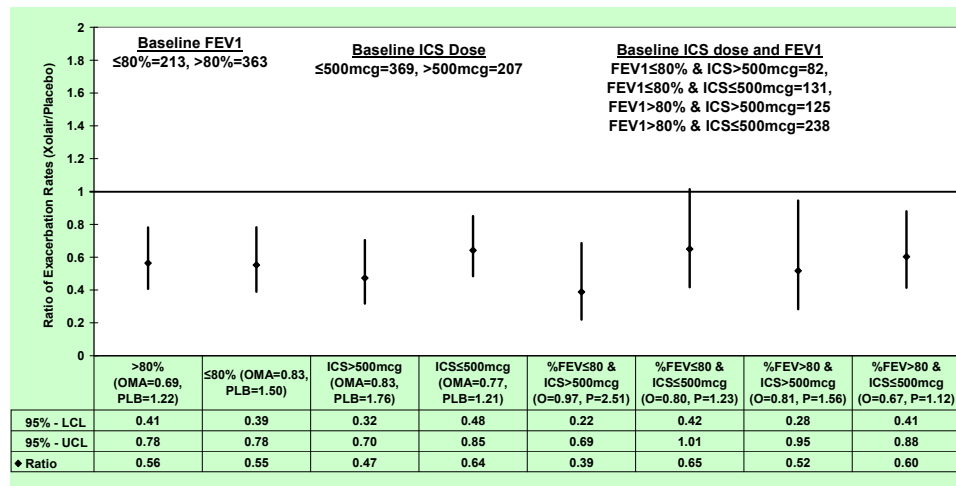 Ratio of Exacerbation Rates (Xolair/Placebo)
2
1.8
1.6
1.4
1.2
1
0.8
0.6
0.4
0.2
0
Baseline FEV1
≤80%=213, >80%=363
Baseline ICS Dose
≤500mcg=369, >500mcg=207
Baseline ICS dose and FEV1
FEV1≤80% & ICS>500mcg=82,
FEV1≤80% & ICS≤500mcg=131,
FEV1>80% & ICS>500mcg=125
FEV1>80% & ICS≤500mcg=238
>80%
(OMA=0.69,
PLB=1.22)
≤80% (OMA=0.83,
PLB=1.50)
ICS>500mcg
(OMA=0.83,
PLB=1.76)
ICS≤500mcg
(OMA=0.77,
PLB=1.21)
%FEV≤80 &
ICS>500mcg
(O=0.97, P=2.51)
%FEV≤80 &
ICS≤500mcg
(O=0.80, P=1.23)
%FEV>80 &
ICS>500mcg
(O=0.81, P=1.56)
%FEV>80 &
ICS≤500mcg
(O=0.67, P=1.12)
95% - LCL 0.41 0.39 0.32 0.48 0.22 0.42 0.28 0.41
95% - UCL 0.78 0.78 0.70 0.85 0.69 1.01 0.95 0.88
Ratio 0.56 0.55 0.47 0.64 0.39 0.65 0.52 0.60